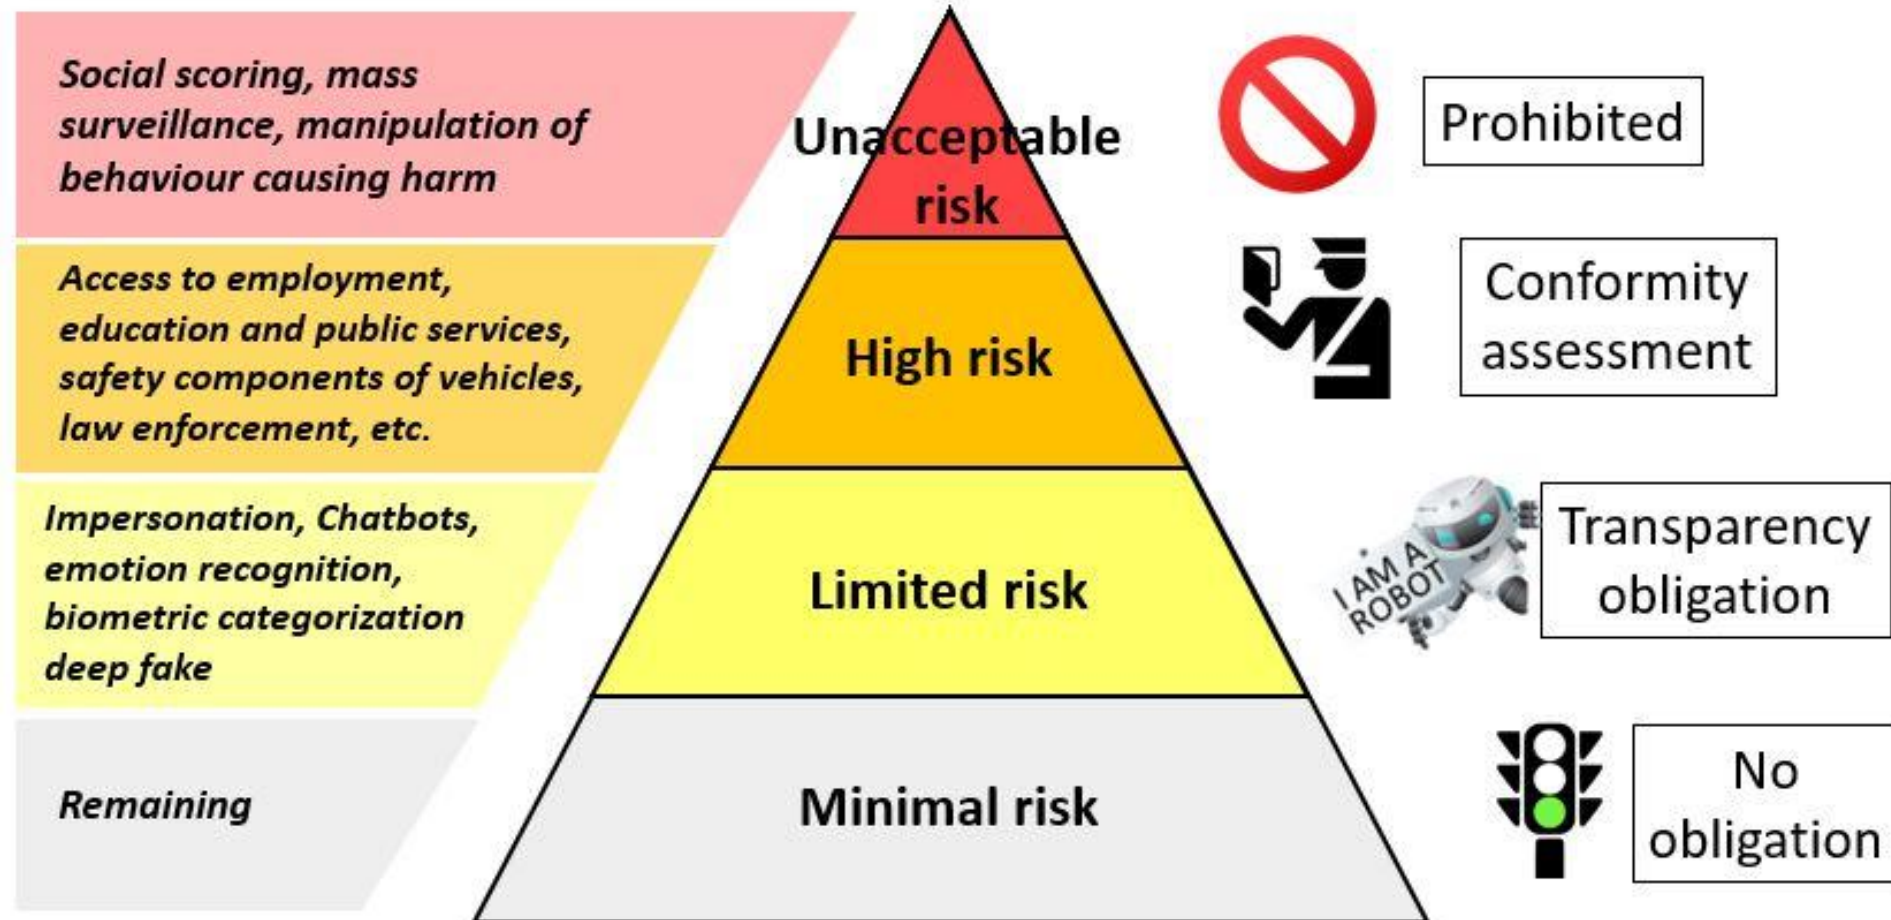 Social scoring, mass
surveillance, manipulation of
behaviour causing harm
Unacceptable
risk
Prohibited
Access to employment,
education and public services,
safety components of vehicles,
law enforcement, etc.
High risk
Conformity
assessment
Impersonation, Chatbots,
emotion recognition,
biometric categorization
deep fake
Limited risk
I AM A
ROBOT
Transparency
obligation
Remaining
Minimal risk
No
obligation